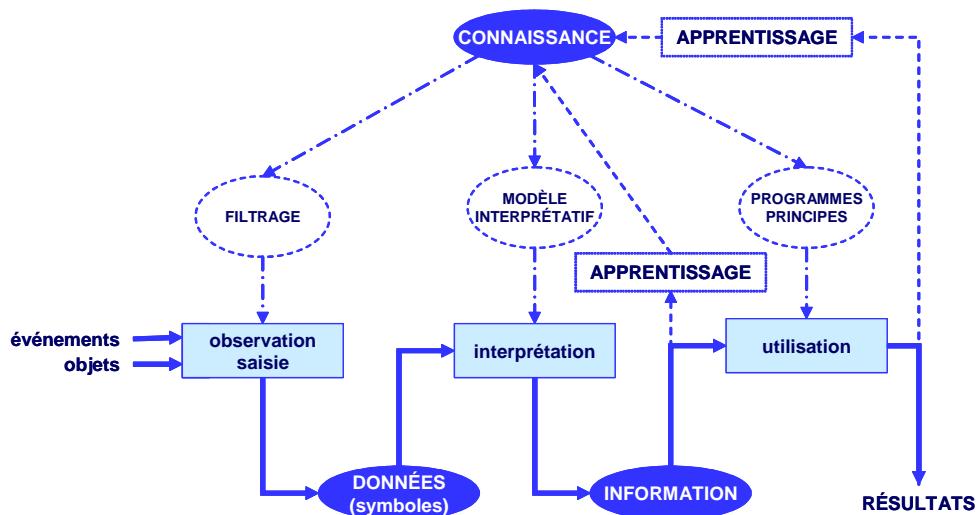 CONNAISSANCE
APPRENTISSAGE
FILTRAGE
MODÈLE
INTERPRÉTATIF
PROGRAMMES
PRINCIPES
APPRENTISSAGE
événements
objets
observation
saisie
interprétation
utilisation
DONNÉES
(symboles)
INFORMATION
RÉSULTATS